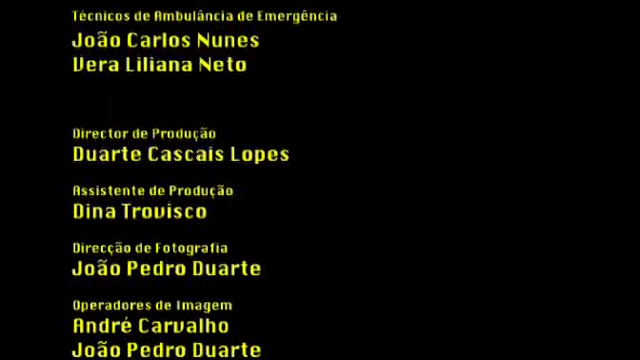 Técnicos de Ambulância de Emergência
João Carlos Nunes
Vera Liliana Neto
Director de Produção
Duarte Cascais Lopes
Assistente de Produção
Dina Trovisco
Direcção de Fotografia
João Pedro Duarte
Operadores de Imagem
André Carvalho
João Pedro Duarte